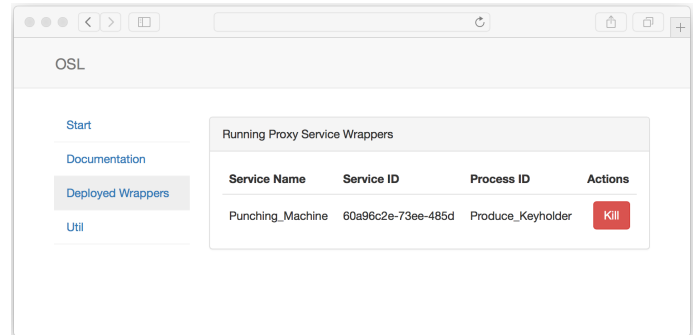 OSL
Start
Documentation
Deployed Wrappers
Util
Running Proxy Service Wrappers
Service Name Service ID Process ID Actions
Punching_Machine 60a96c2e-73ee-485d Produce_Keyholder Kill